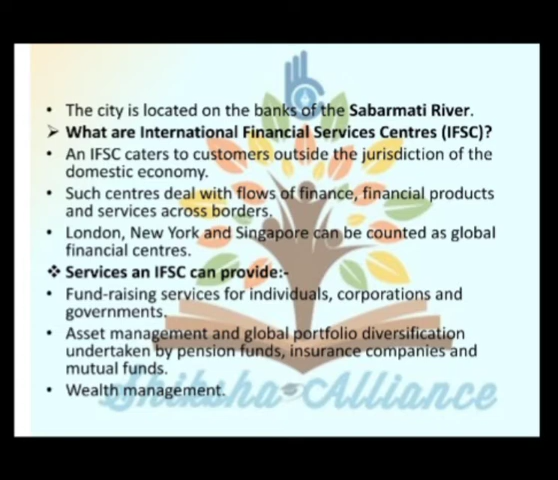 • The city is located on the banks of the Sabarmati River.
➢ What are International Financial Services Centres (IFSC)?
• An IFSC caters to customers outside the jurisdiction of the
domestic economy.
• Such centres deal with flows of finance, financial products
and services across borders.
• London, New York and Singapore can be counted as global
financial centres.
❖ Services an IFSC can provide:-
• Fund-raising services for individuals, corporations and
governments.
• Asset management and global portfolio diversification
undertaken by pension funds, insurance companies and
mutual funds.
• Wealth management.
Shiksha Alliance